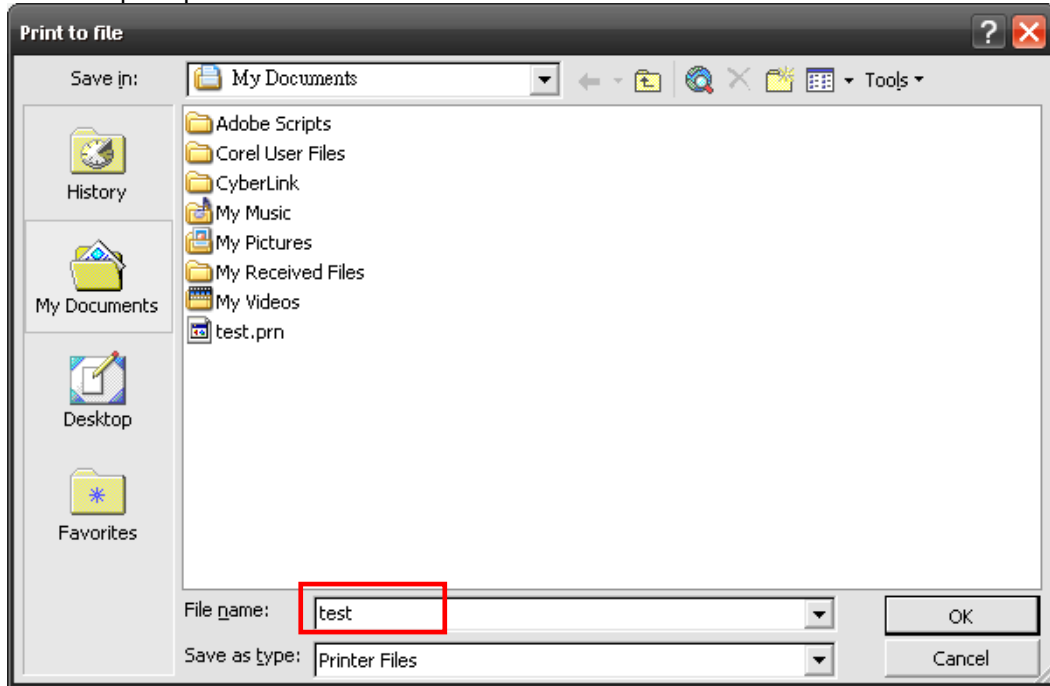 Print to file
Save in: My Documents Tools
Adobe Scripts
Corel User Files
CyberLink
My Music
My Pictures
My Received Files
My Videos
test.prn
History
My Documents
Desktop
Favorites
File name: test OK
Save as type: Printer Files Cancel